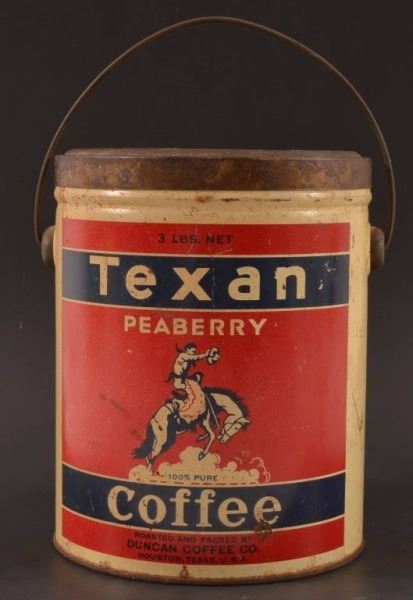 3 LBS. NET
Texan
PEABERRY
100% PURE
Coffee
ROASTED AND PACKED BY
DUNCAN COFFEE CO.
HOUSTON, TEXAS, U.S.A.